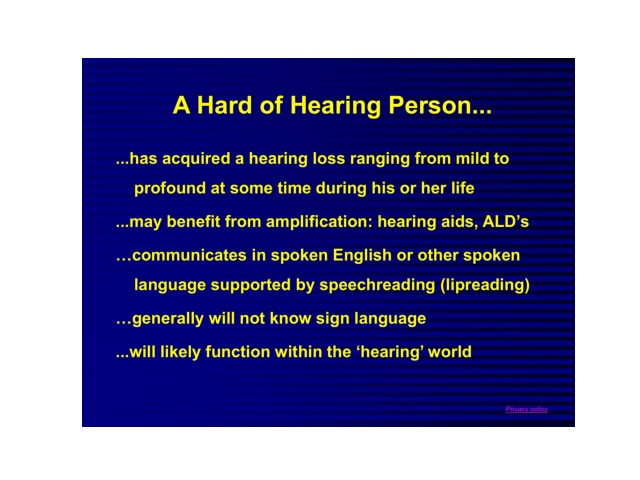 A Hard of Hearing Person...
...has acquired a hearing loss ranging from mild to
profound at some time during his or her life
...may benefit from amplification: hearing aids, ALD’s
…communicates in spoken English or other spoken
language supported by speechreading (lipreading)
…generally will not know sign language
...will likely function within the ‘hearing’ world
Privacy policy